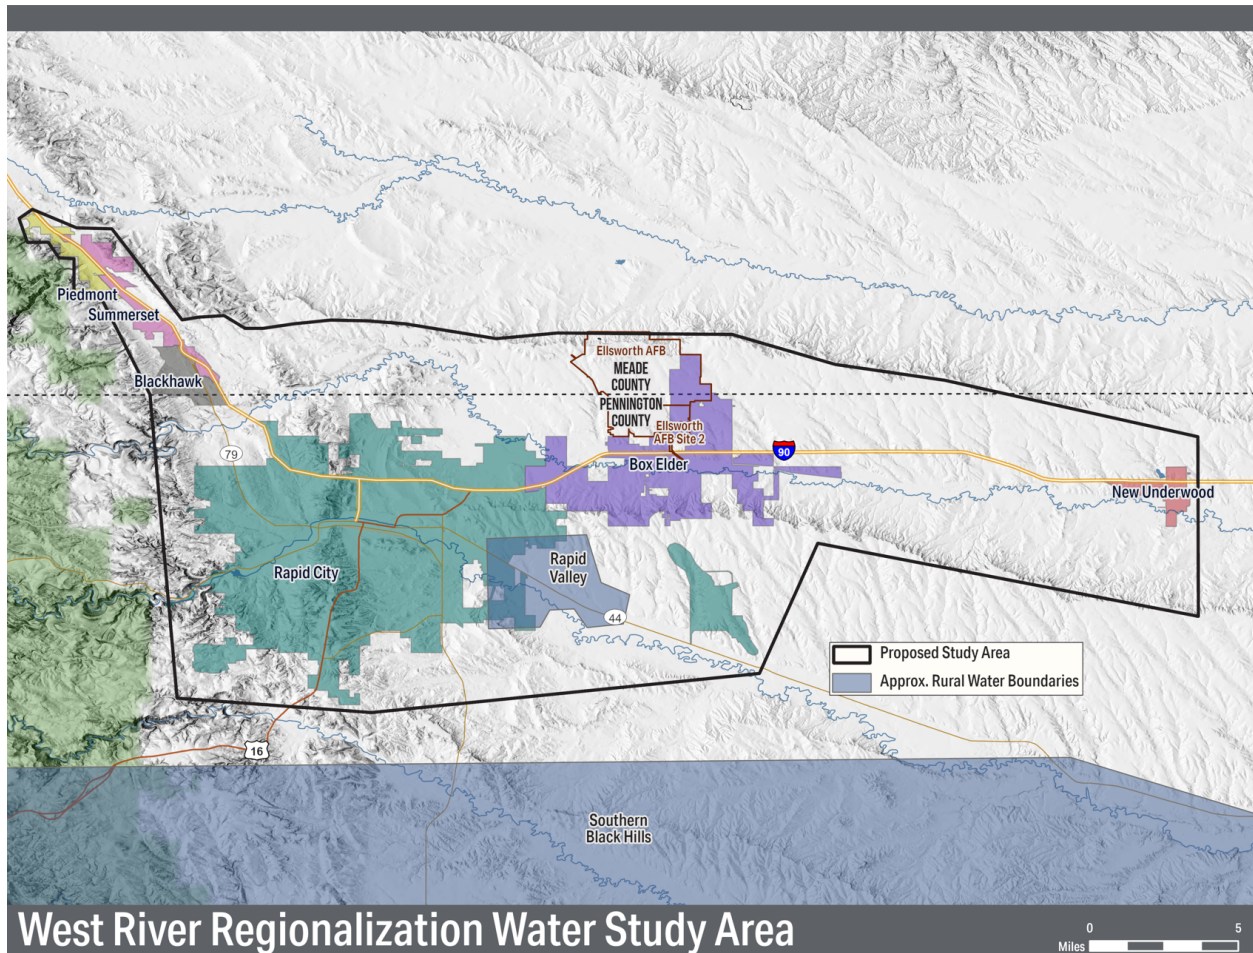 Piedmont
Summerset
Blackhawk
Ellsworth AFB
MEADE
COUNTY
PENNINGTON
COUNTY
Ellsworth
AFB Site 2
79
Box Elder
90
New Underwood
Rapid City
Rapid
Valley
44
Proposed Study Area
Approx. Rural Water Boundaries
16
Southern
Black Hills
West River Regionalization Water Study Area
0 5
Miles